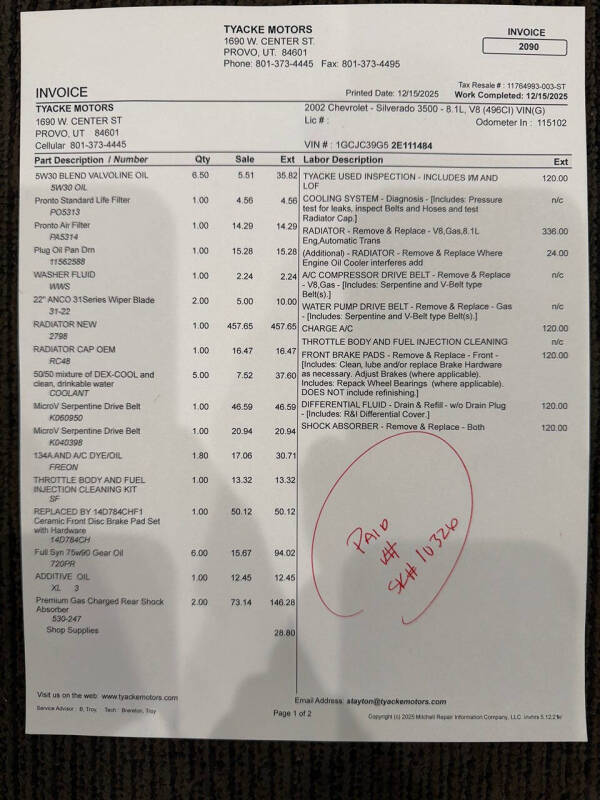 TYACKE MOTORS
1690 W. CENTER ST.
PROVO, UT. 84601
Phone: 801-373-4445 Fax: 801-373-4495
INVOICE
2090
Tax Resale # : 11764993-003-ST
INVOICE
Printed Date: 12/15/2025 Work Completed: 12/15/2025
TYACKE MOTORS
1690 W. CENTER ST
PROVO, UT 84601
Cellular 801-373-4445
2002 Chevrolet - Silverado 3500 - 8.1L, V8 (496CI) VIN(G)
Lic # :
Odometer In : 115102
VIN # : 1GCJC39G5 2E111484
Part Description / Number Qty Sale Ext
5W30 BLEND VALVOLINE OIL 6.50 5.51 35.82
5W30 OIL
Pronto Standard Life Filter 1.00 4.56 4.56
PO5313
Pronto Air Filter 1.00 14.29 14.29
PA5314
Plug Oil Pan Drn 1.00 15.28 15.28
11562588
WASHER FLUID 1.00 2.24 2.24
WWS
22" ANCO 31Series Wiper Blade 2.00 5.00 10.00
31-22
RADIATOR NEW 1.00 457.65 457.65
2798
RADIATOR CAP OEM 1.00 16.47 16.47
RC48
50/50 mixture of DEX-COOL and 5.00 7.52 37.60
clean, drinkable water
COOLANT
MicroV Serpentine Drive Belt 1.00 46.59 46.59
K060950
MicroV Serpentine Drive Belt 1.00 20.94 20.94
K040398
134A AND A/C DYE/OIL 1.80 17.06 30.71
FREON
THROTTLE BODY AND FUEL 1.00 13.32 13.32
INJECTION CLEANING KIT
SF
REPLACED BY 14D784CHF1 1.00 50.12 50.12
Ceramic Front Disc Brake Pad Set
with Hardware
14D784CH
Full Syn 75w90 Gear Oil 6.00 15.67 94.02
720PR
ADDITIVE OIL 1.00 12.45 12.45
XL 3
Premium Gas Charged Rear Shock 2.00 73.14 146.28
Absorber
530-247
Shop Supplies 28.80
Labor Description Ext
TYACKE USED INSPECTION - INCLUDES I/M AND 120.00
LOF
COOLING SYSTEM - Diagnosis - [Includes: Pressure n/c
test for leaks, inspect Belts and Hoses and test
Radiator Cap.]
RADIATOR - Remove & Replace - V8,Gas,8.1L 336.00
Eng,Automatic Trans
(Additional) - RADIATOR - Remove & Replace Where 24.00
Engine Oil Cooler interferes add
A/C COMPRESSOR DRIVE BELT - Remove & Replace n/c
- V8,Gas - [Includes: Serpentine and V-Belt type
Belt(s).]
WATER PUMP DRIVE BELT - Remove & Replace - Gas n/c
- [Includes: Serpentine and V-Belt type Belt(s).]
CHARGE A/C 120.00
THROTTLE BODY AND FUEL INJECTION CLEANING n/c
FRONT BRAKE PADS - Remove & Replace - Front - 120.00
[Includes: Clean, lube and/or replace Brake Hardware
as necessary. Adjust Brakes (where applicable).
Includes: Repack Wheel Bearings (where applicable).
DOES NOT include refinishing.]
DIFFERENTIAL FLUID - Drain & Refill - w/o Drain Plug 120.00
- [Includes: R&I Differential Cover.]
SHOCK ABSORBER - Remove & Replace - Both 120.00
PAID
Visit us on the web: www.tyackemotors.com
Service Advisor : B, Troy Tech : Brereton, Troy
Page 1 of 2
Email Address: stayton@tyackemotors.com
Copyright (c) 2025 Mitchell Repair Information Company, LLC